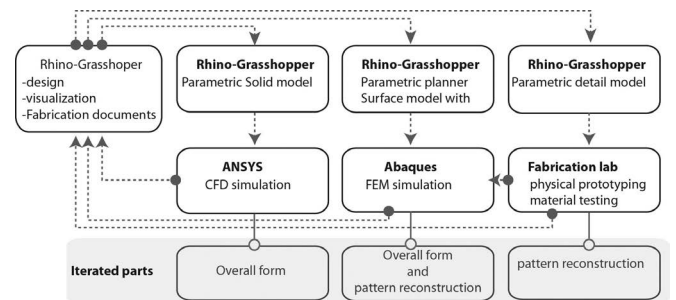 Rhino-Grasshoper
-design
-visualization
-Fabrication documents
Rhino-Grasshopper
Parametric Solid model
Rhino-Grasshopper
Parametric planner
Surface model with
Rhino-Grasshopper
Parametric detail model
ANSYS
CFD simulation
Abaques
FEM simulation
Fabrication lab
physical prototyping
material testing
Iterated parts
Overall form
Overall form
and
pattern reconstruction
pattern reconstruction